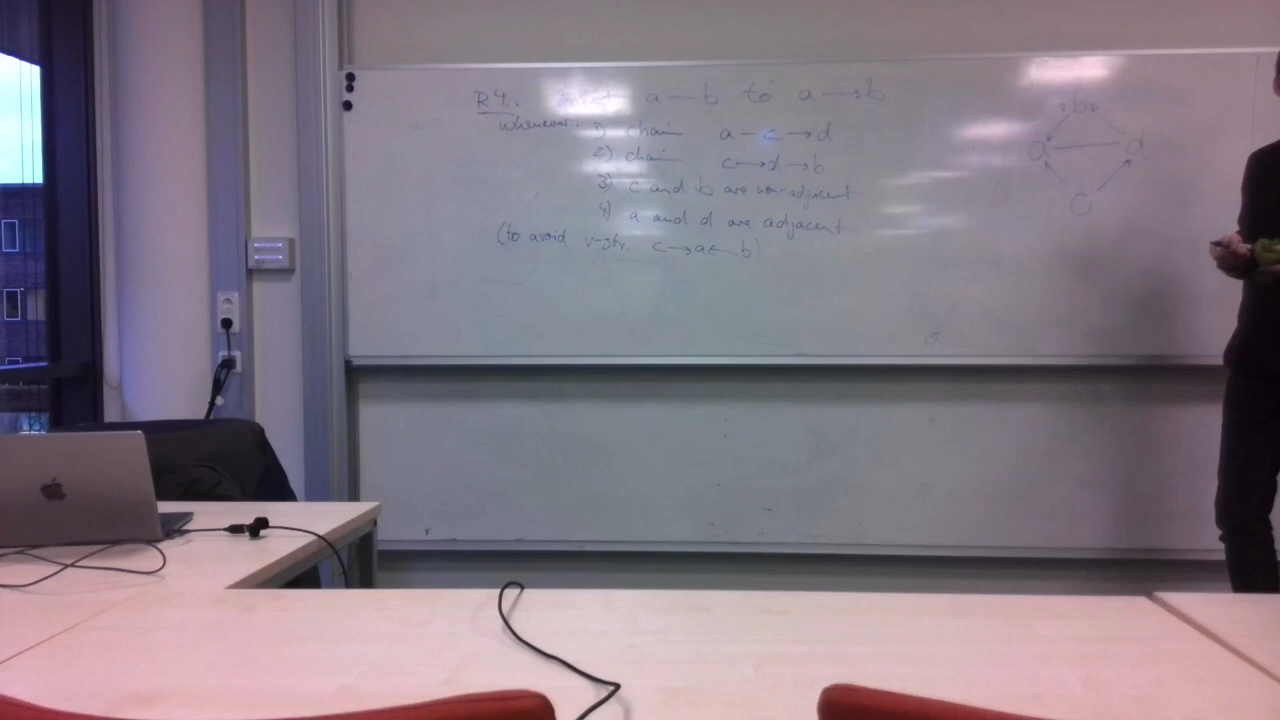 R4: a — b to a → b
Whenever: 1) chain a — c → d
2) chain c → d → b
3) c and b are non-adjacent
4) a and d are adjacent
(to avoid v-str. c → a ← b)
b
a d
c
σ